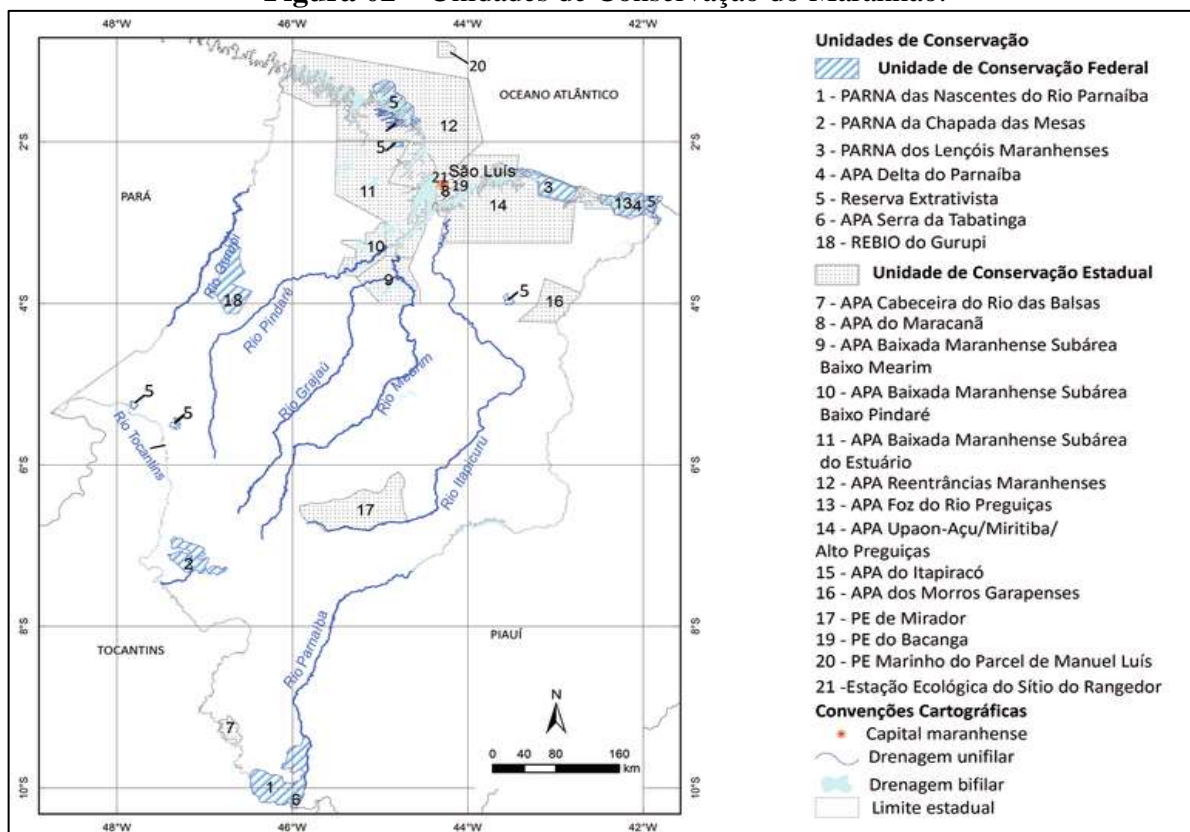 Figura 02 – Unidades de Conservação do Maranhão.
48°W
46°W
44°W
42°W
20
OCEANO ATLÂNTICO
5
12
2°S
2°S
5
São Luís
21
19
8
3
PARÁ
11
14
13
4
5
10
Rio Gurupi
9
18
5
16
4°S
4°S
Rio Pindaré
Rio Grajaú
Rio Mearim
5
5
Rio Tocantins
Rio Itapicuru
6°S
6°S
17
2
8°S
8°S
Rio Parnaíba
TOCANTINS
PIAUÍ
N
7
0 40 80 160
km
1
6
10°S
10°S
48°W
46°W
44°W
42°W
Unidades de Conservação
Unidade de Conservação Federal
1 - PARNA das Nascentes do Rio Parnaíba
2 - PARNA da Chapada das Mesas
3 - PARNA dos Lençóis Maranhenses
4 - APA Delta do Parnaíba
5 - Reserva Extrativista
6 - APA Serra da Tabatinga
18 - REBIO do Gurupi
Unidade de Conservação Estadual
7 - APA Cabeceira do Rio das Balsas
8 - APA do Maracanã
9 - APA Baixada Maranhense Subárea
Baixo Mearim
10 - APA Baixada Maranhense Subárea
Baixo Pindaré
11 - APA Baixada Maranhense Subárea
do Estuário
12 - APA Reentrâncias Maranhenses
13 - APA Foz do Rio Preguiças
14 - APA Upaon-Açu/Miritiba/
Alto Preguiças
15 - APA do Itapiracó
16 - APA dos Morros Garapenses
17 - PE de Mirador
19 - PE do Bacanga
20 - PE Marinho do Parcel de Manuel Luís
21 -Estação Ecológica do Sítio do Rangedor
Convenções Cartográficas
Capital maranhense
Drenagem unifilar
Drenagem bifilar
Limite estadual